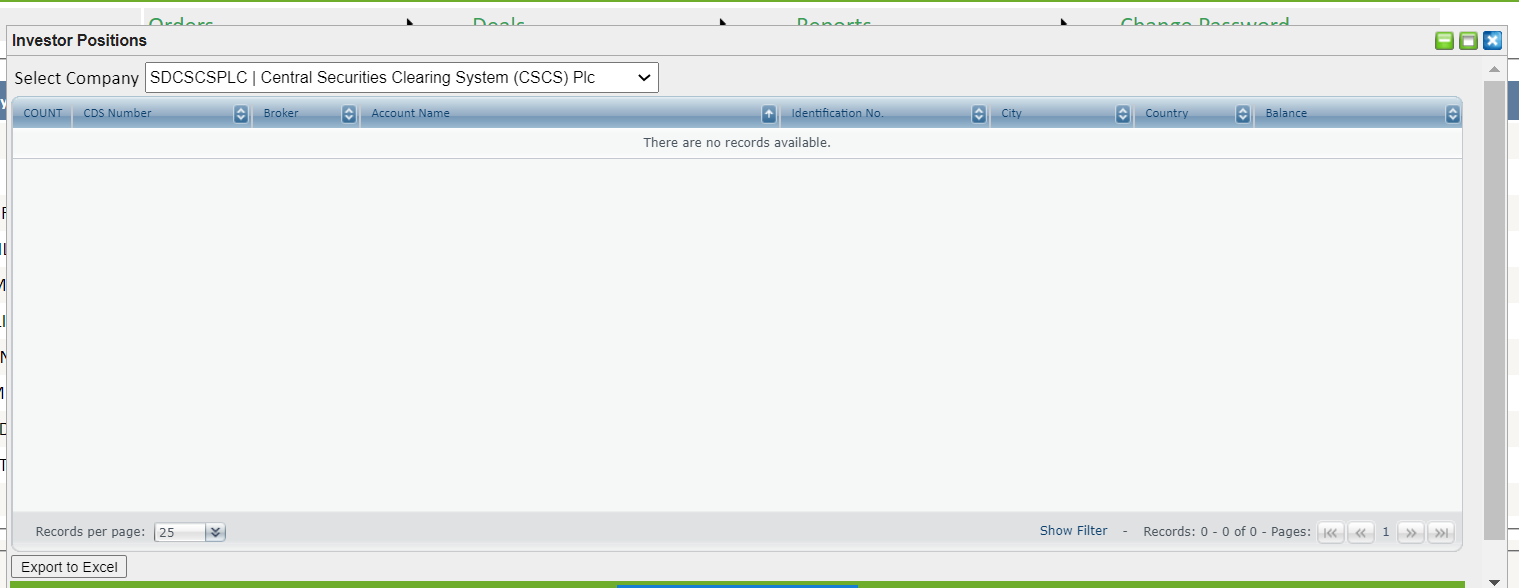 Orders Deals Reports Change Password
Investor Positions
Select Company SDCSCSPLC | Central Securities Clearing System (CSCS) Plc
COUNT CDS Number Broker Account Name Identification No. City Country Balance
There are no records available.
Records per page: 25 Show Filter - Records: 0 - 0 of 0 - Pages: 1
Export to Excel